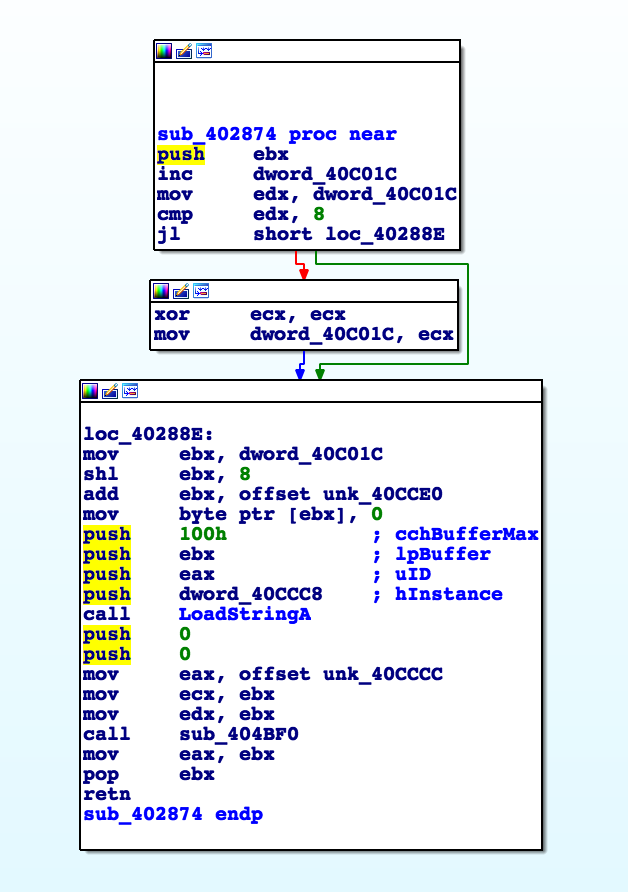 sub_402874 proc near
push ebx
inc dword_40C01C
mov edx, dword_40C01C
cmp edx, 8
jl short loc_40288E
xor ecx, ecx
mov dword_40C01C, ecx
loc_40288E:
mov ebx, dword_40C01C
shl ebx, 8
add ebx, offset unk_40CCE0
mov byte ptr [ebx], 0
push 100h ; cchBufferMax
push ebx ; lpBuffer
push eax ; uID
push dword_40CCC8 ; hInstance
call LoadStringA
push 0
push 0
mov eax, offset unk_40CCCC
mov ecx, ebx
mov edx, ebx
call sub_404BF0
mov eax, ebx
pop ebx
retn
sub_402874 endp